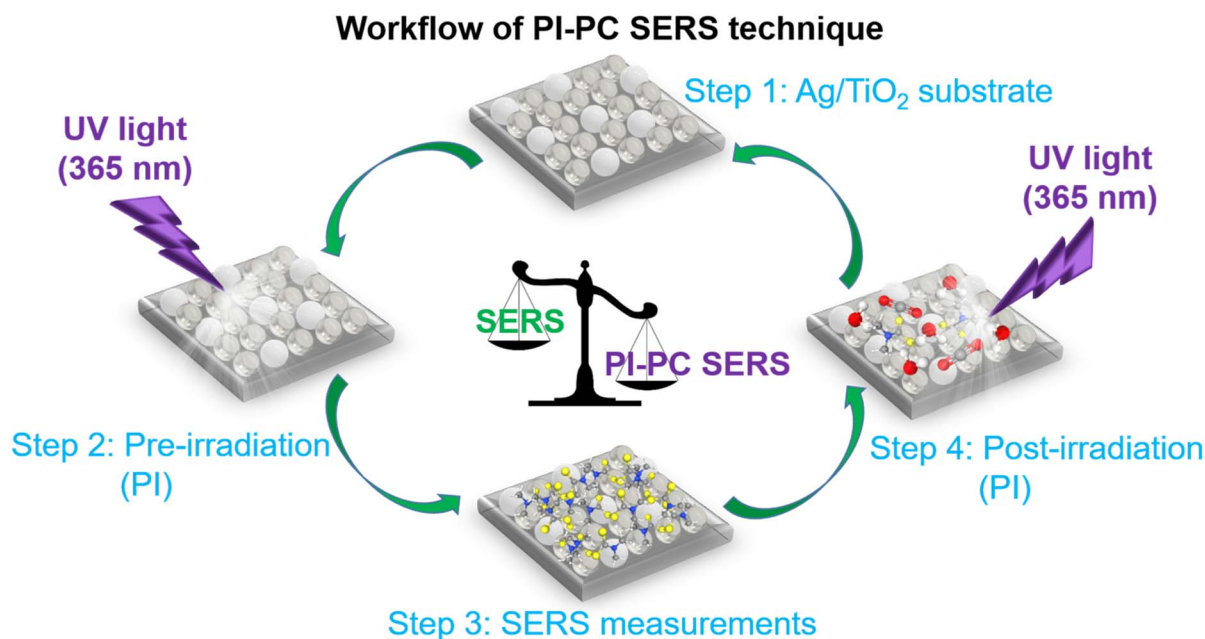 Workflow of PI-PC SERS technique
Step 1: Ag/TiO₂ substrate
UV light
(365 nm)
UV light
(365 nm)
SERS
PI-PC SERS
Step 2: Pre-irradiation
(PI)
Step 4: Post-irradiation
(PI)
Step 3: SERS measurements